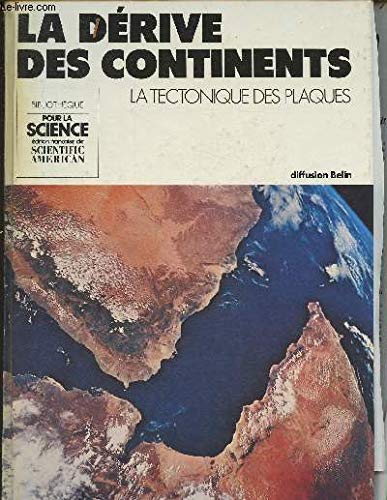 le-livre.com
LA DÉRIVE
DES CONTINENTS
LA TECTONIQUE DES PLAQUES
BIBLIOTHÈQUE
POUR LA
SCIENCE
édition française de
SCIENTIFIC
AMERICAN
diffusion Belin